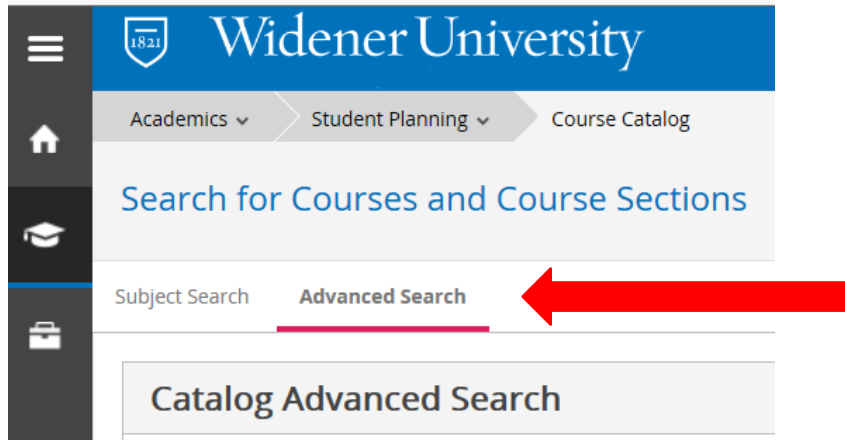 1821 Widener University
Academics Student Planning Course Catalog
Search for Courses and Course Sections
Subject Search Advanced Search
Catalog Advanced Search